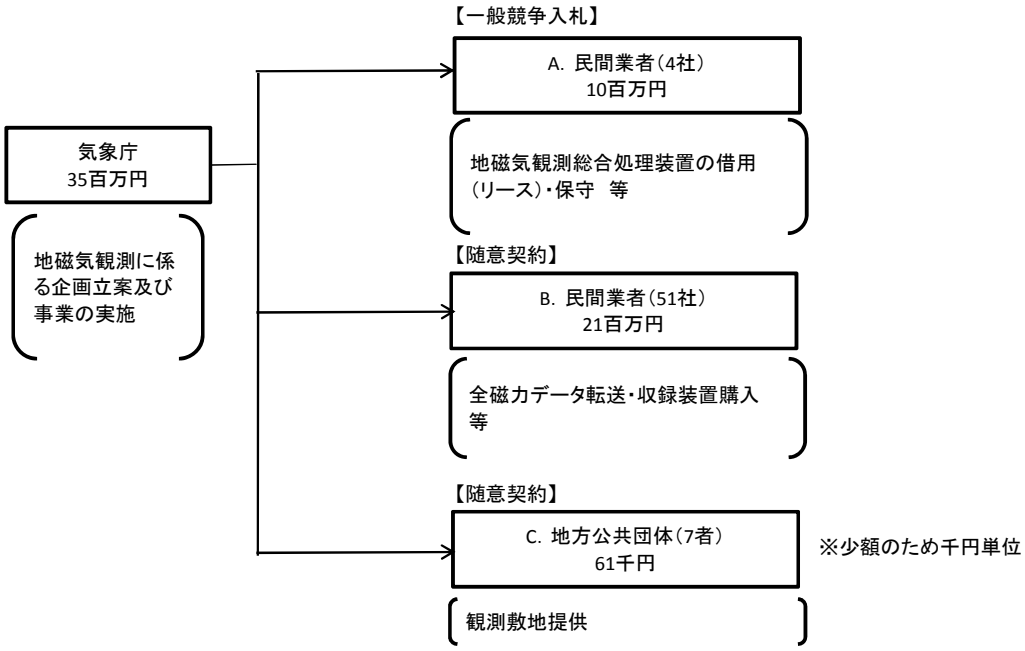 【一般競争入札】
A. 民間業者(4社)
10百万円
気象庁
35百万円
地磁気観測総合処理装置の借用
(リース)・保守 等
地磁気観測に係
る企画立案及び
事業の実施
【随意契約】
B. 民間業者(51社)
21百万円
全磁力データ転送・収録装置購入
等
【随意契約】
C. 地方公共団体(7者)
61千円
※少額のため千円単位
観測敷地提供